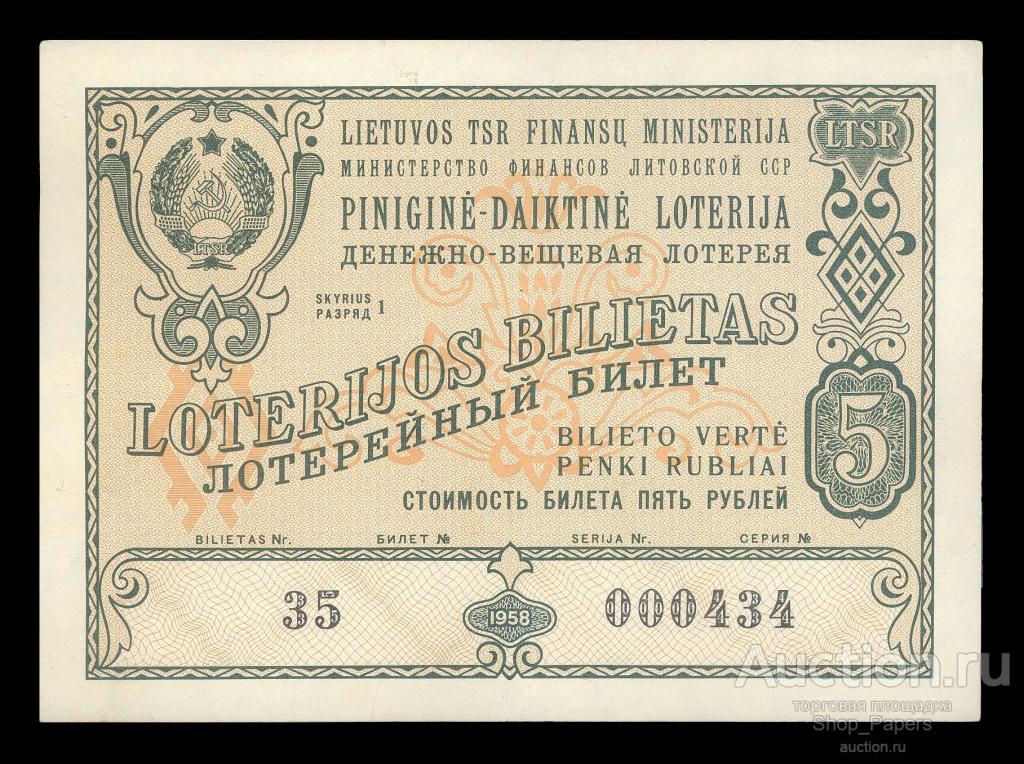 LIETUVOS TSR FINANSŲ MINISTERIJA
МИНИСТЕРСТВО ФИНАНСОВ ЛИТОВСКОЙ ССР
PINIGINĖ-DAIKTINĖ LOTERIJA
ДЕНЕЖНО-ВЕЩЕВАЯ ЛОТЕРЕЯ
LTSR
LTSR
SKYRIUS
РАЗРЯД 1
LOTERIJOS BILIETAS
ЛОТЕРЕЙНЫЙ БИЛЕТ
BILIETO VERTĖ
PENKI RUBLIAI
СТОИМОСТЬ БИЛЕТА ПЯТЬ РУБЛЕЙ
5
BILIETAS Nr. БИЛЕТ № SERIJA Nr. СЕРИЯ №
35 1958 000434
Auction.ru
торговая площадка
Shop_Papers
auction.ru